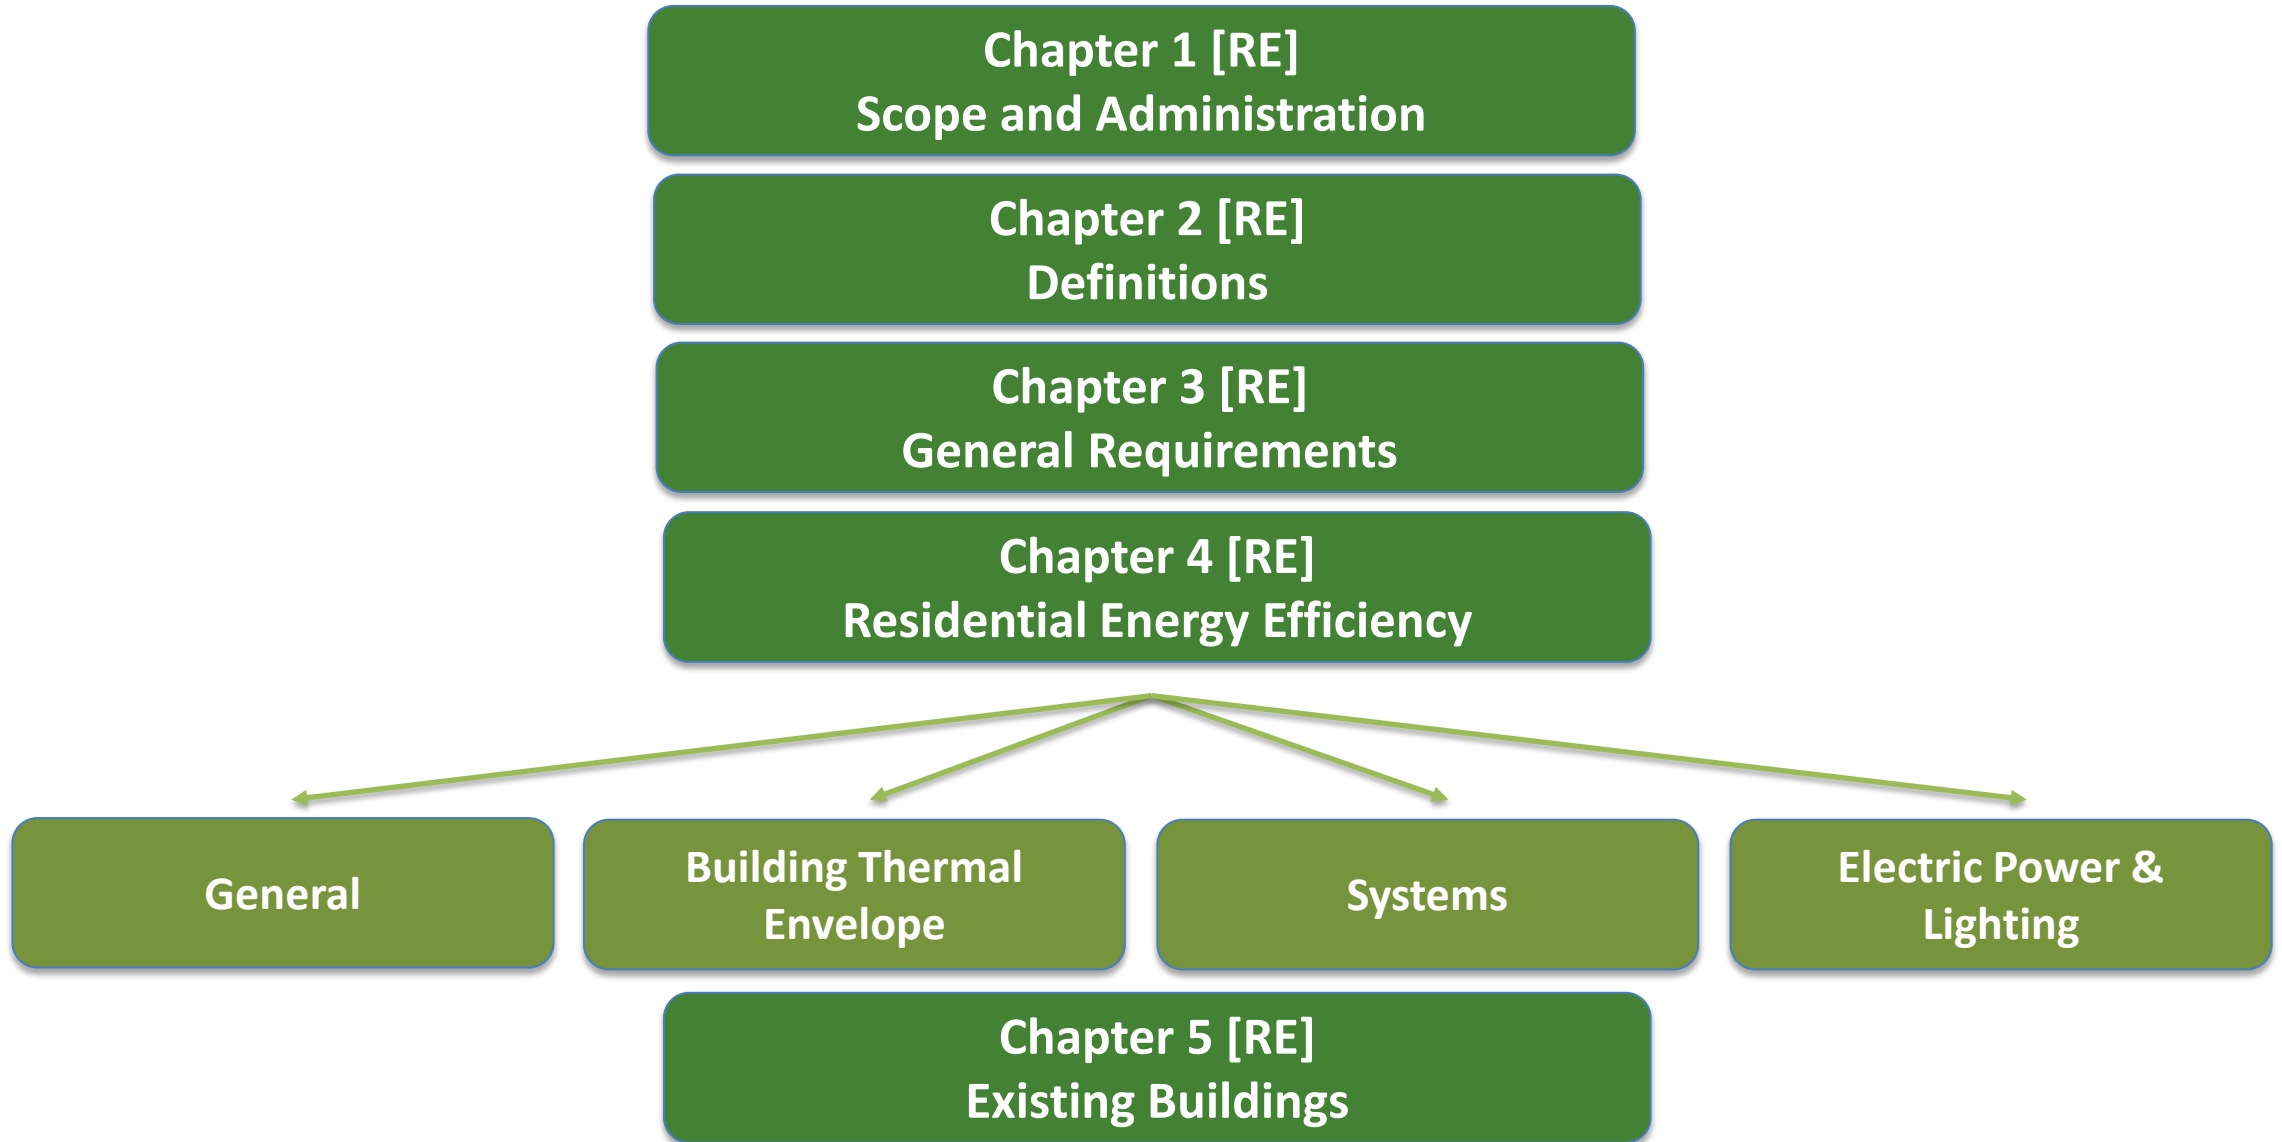 Chapter 1 [RE]
Scope and Administration
Chapter 2 [RE]
Definitions
Chapter 3 [RE]
General Requirements
Chapter 4 [RE]
Residential Energy Efficiency
General
Building Thermal
Envelope
Systems
Electric Power &
Lighting
Chapter 5 [RE]
Existing Buildings